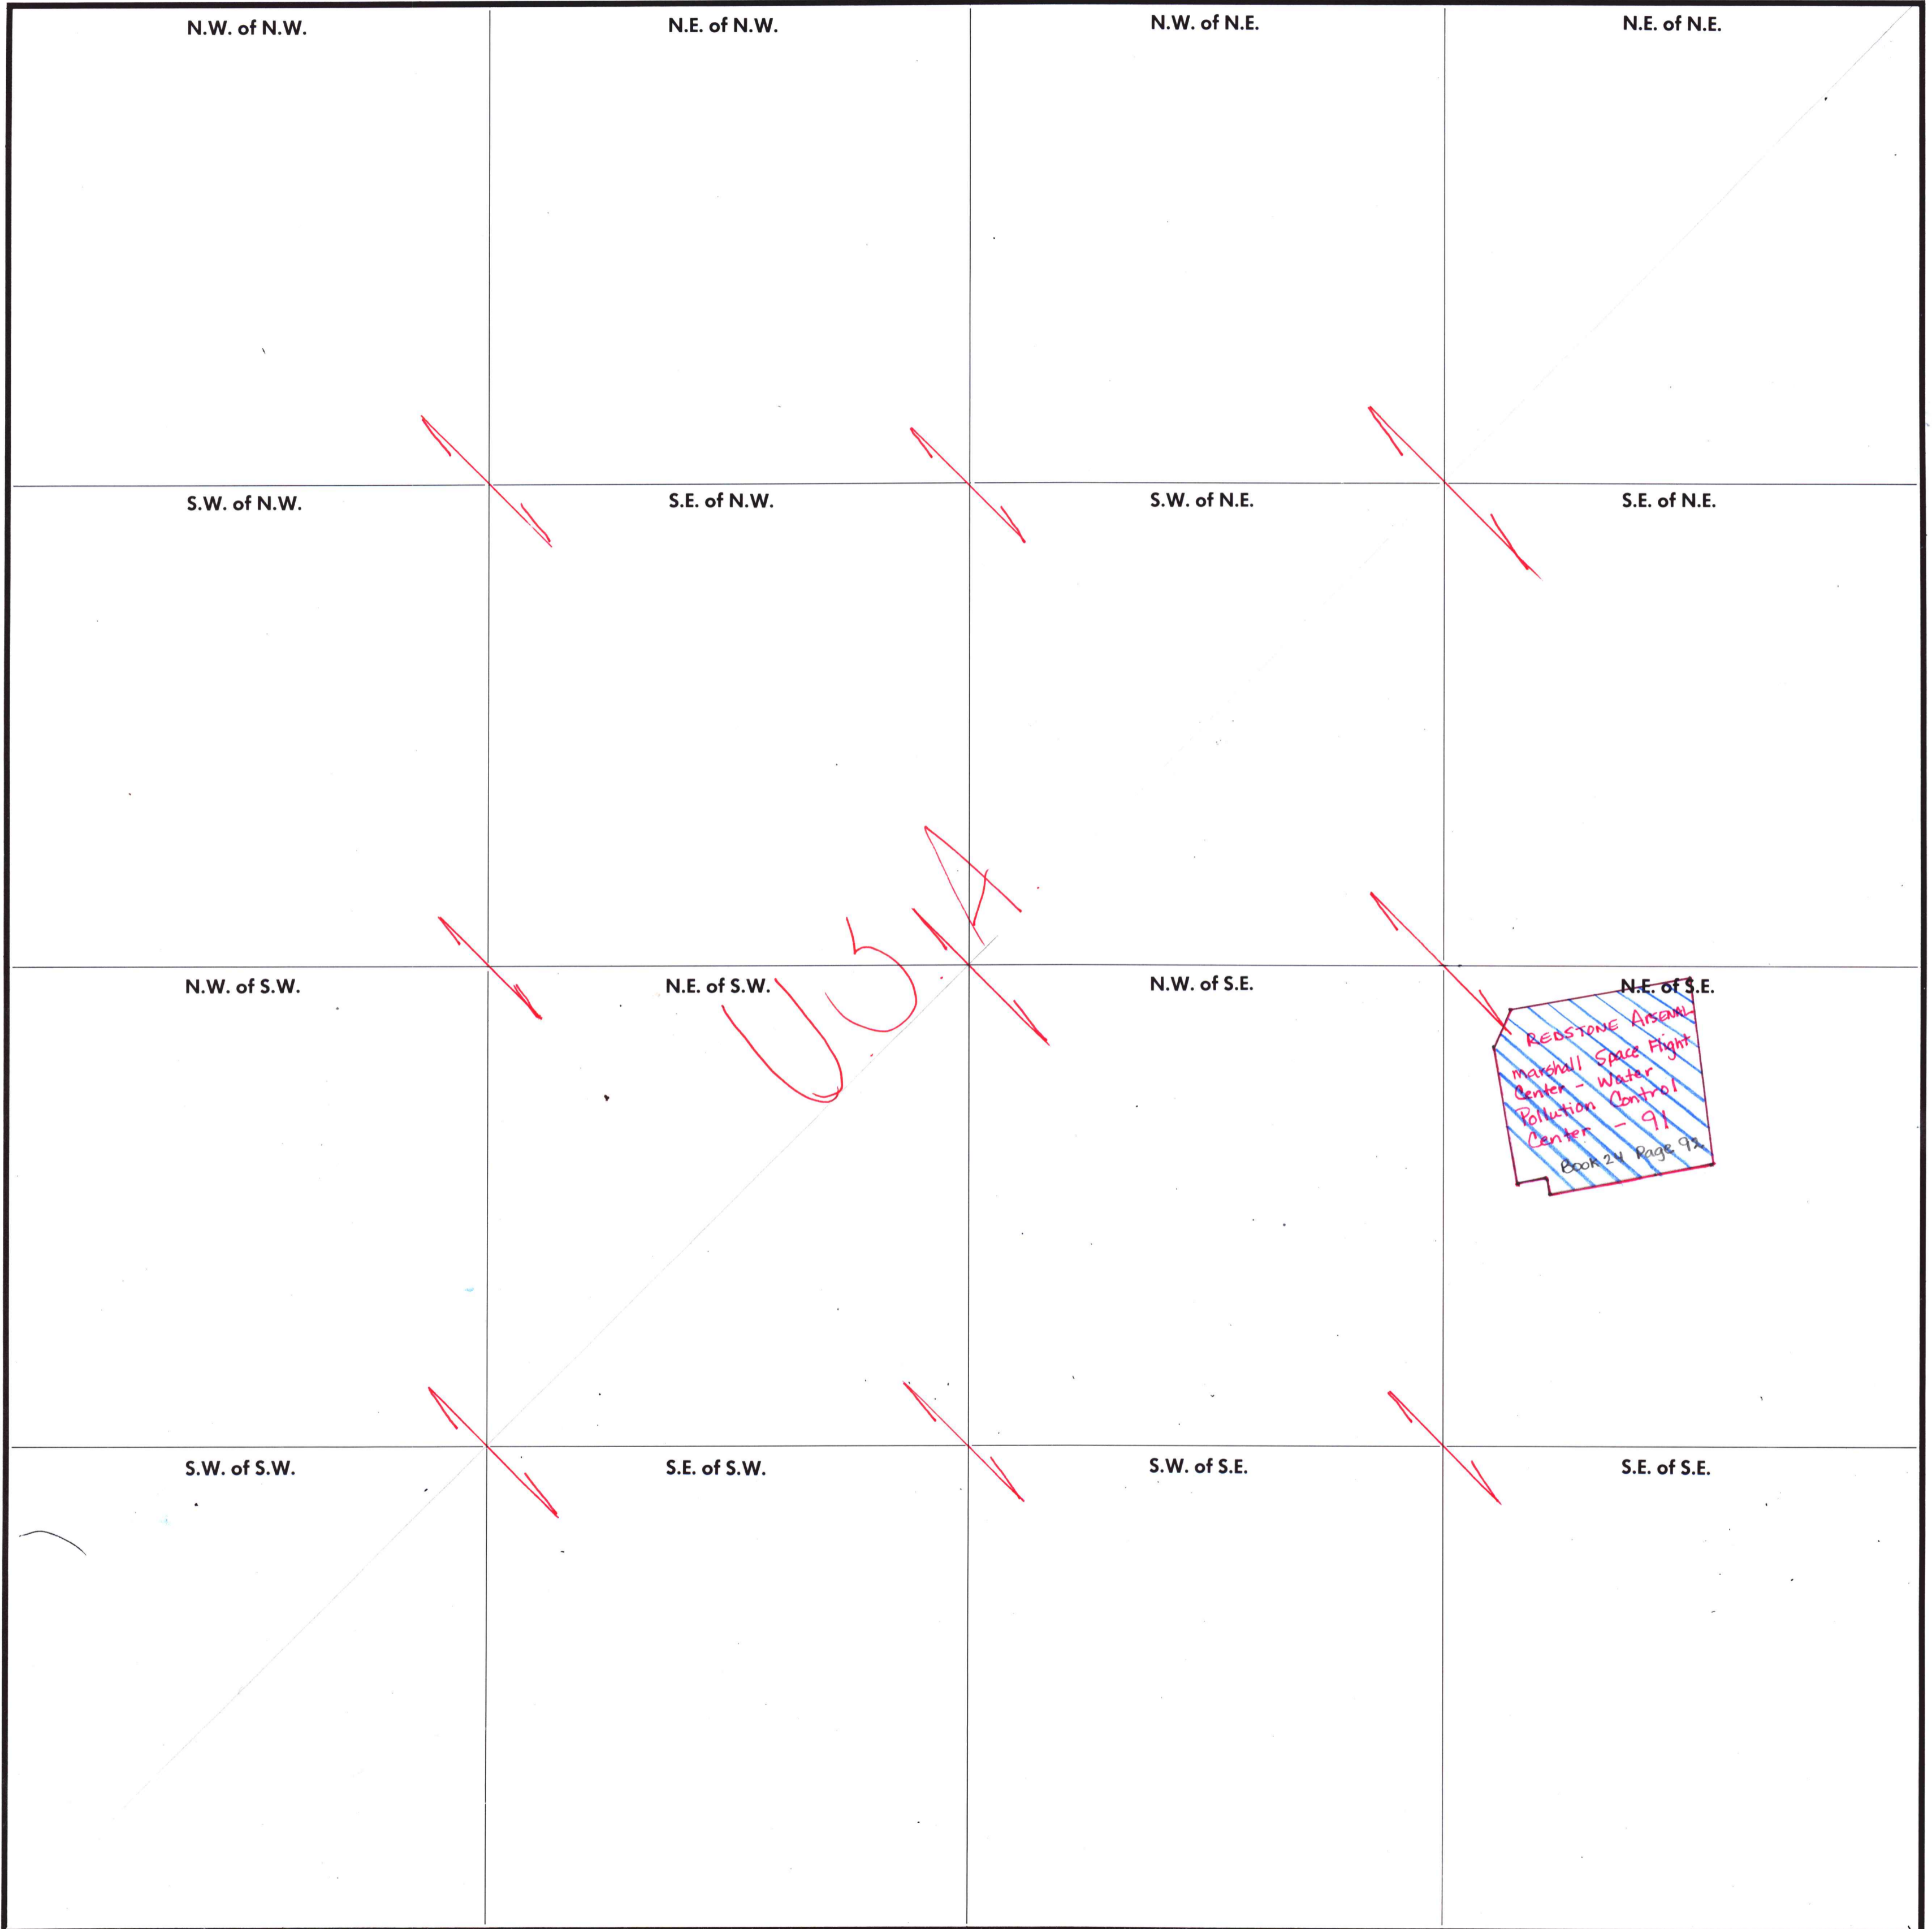 N.W. of N.W.
N.E. of N.W.
N.W. of N.E.
N.E. of N.E.
S.W. of N.W.
S.E. of N.W.
S.W. of N.E.
S.E. of N.E.
USA
N.W. of S.W.
N.E. of S.W.
N.W. of S.E.
N.E. of S.E.
REDSTONE ARSENAL
Marshall Space Flight
Center - Water
Pollution Control
Center - 91
Book 24 Page 92
S.W. of S.W.
S.E. of S.W.
S.W. of S.E.
S.E. of S.E.